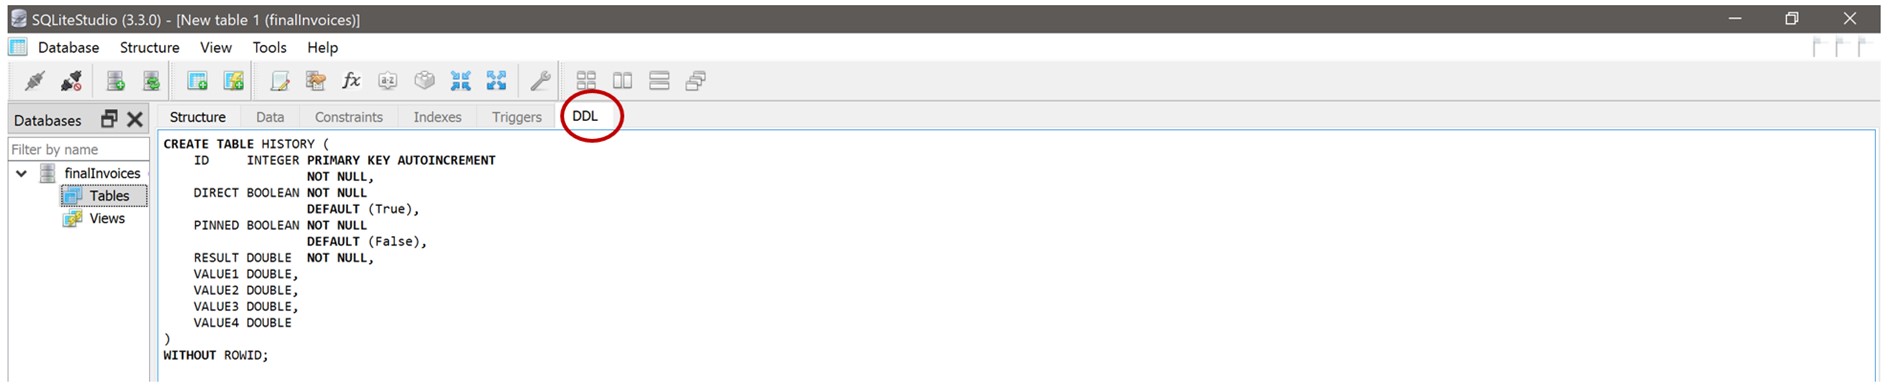 SQLiteStudio (3.3.0) - [New table 1 (finalInvoices)]
Database Structure View Tools Help
fx a-z
Databases
Structure Data Constraints Indexes Triggers DDL
Filter by name
finalInvoices
Tables
Views
CREATE TABLE HISTORY (
ID INTEGER PRIMARY KEY AUTOINCREMENT
NOT NULL,
DIRECT BOOLEAN NOT NULL
DEFAULT (True),
PINNED BOOLEAN NOT NULL
DEFAULT (False),
RESULT DOUBLE NOT NULL,
VALUE1 DOUBLE,
VALUE2 DOUBLE,
VALUE3 DOUBLE,
VALUE4 DOUBLE
)
WITHOUT ROWID;